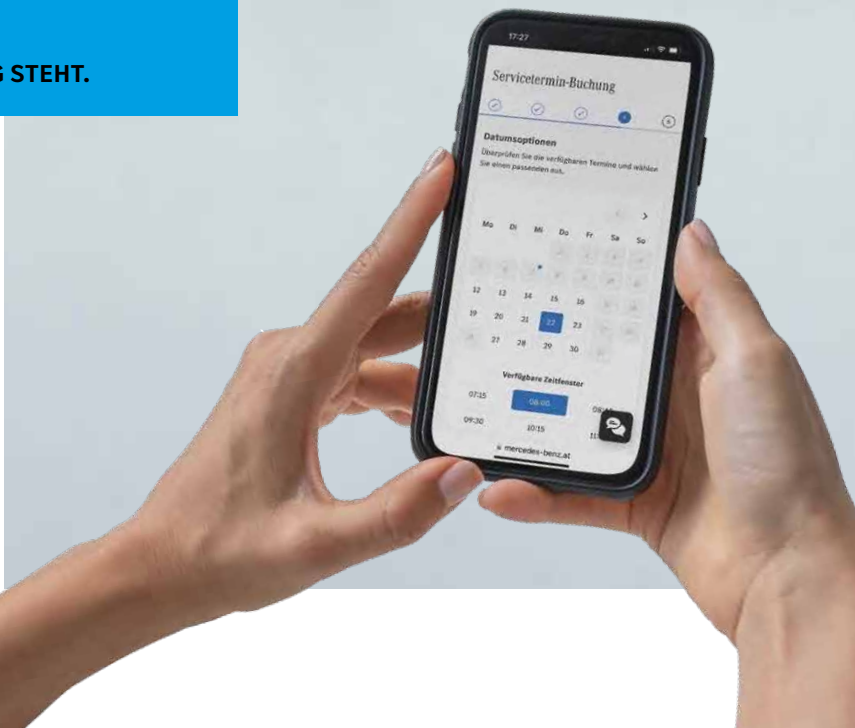 G STEHT.
17:27
Servicetermin-Buchung
Datumsoptionen
Überprüfen Sie die verfügbaren Termine und wählen
Sie einen passenden aus.
Mo Di Mi Do Fr Sa So
12 13 14 15 16
19 20 21 22 23
27 28 29 30
Verfügbare Zeitfenster
07:15 08:00
09:30 10:15
mercedes-benz.at